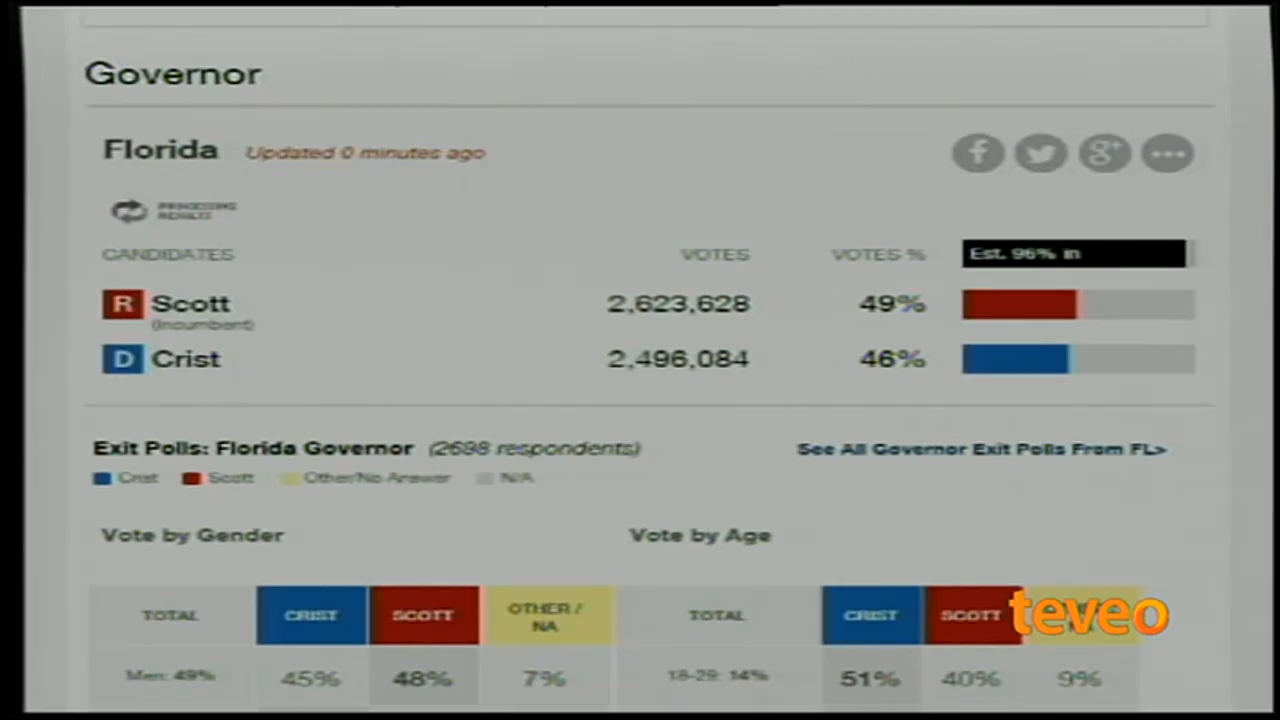 Governor
Florida Updated 0 minutes ago
PROCESSING
RESULTS
CANDIDATES VOTES VOTES % Est. 96% in
R Scott 2,623,628 49%
(Incumbent)
D Crist 2,496,084 46%
Exit Polls: Florida Governor (2698 respondents) See All Governor Exit Polls From FL>
Crist Scott Other/No Answer N/A
Vote by Gender Vote by Age
TOTAL CRIST SCOTT OTHER / NA TOTAL CRIST SCOTT
Men: 49% 45% 48% 7% 18-29: 14% 51% 40% 9%
teveo